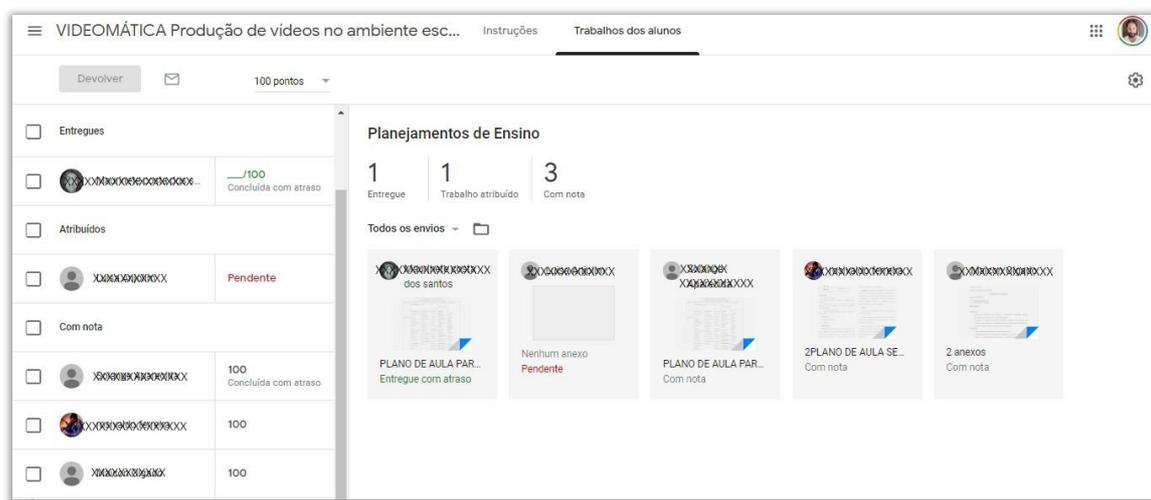 VIDEOMÁTICA Produção de vídeos no ambiente esc... Instruções Trabalhos dos alunos
Devolver 100 pontos
Entregues
__/100
Concluída com atraso
Atribuídos
Pendente
Com nota
100
Concluída com atraso
100
100
Planejamentos de Ensino
1 1 3
Entregue Trabalho atribuído Com nota
Todos os envios
dos santos
PLANO DE AULA PAR...
Entregue com atraso
Nenhum anexo
Pendente
PLANO DE AULA PAR...
Com nota
2PLANO DE AULA SE...
Com nota
2 anexos
Com nota